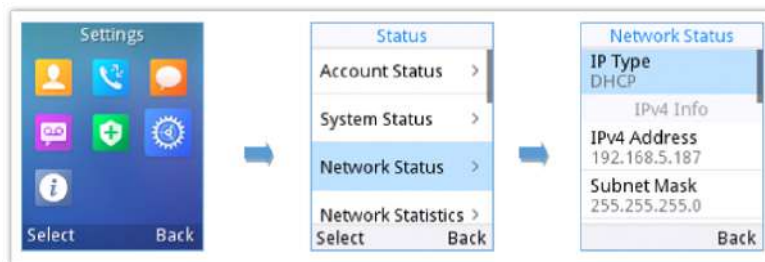 Settings
Select Back
Status
Account Status >
System Status >
Network Status >
Network Statistics >
Select Back
Network Status
IP Type
DHCP
IPv4 Info
IPv4 Address
192.168.5.187
Subnet Mask
255.255.255.0
Back